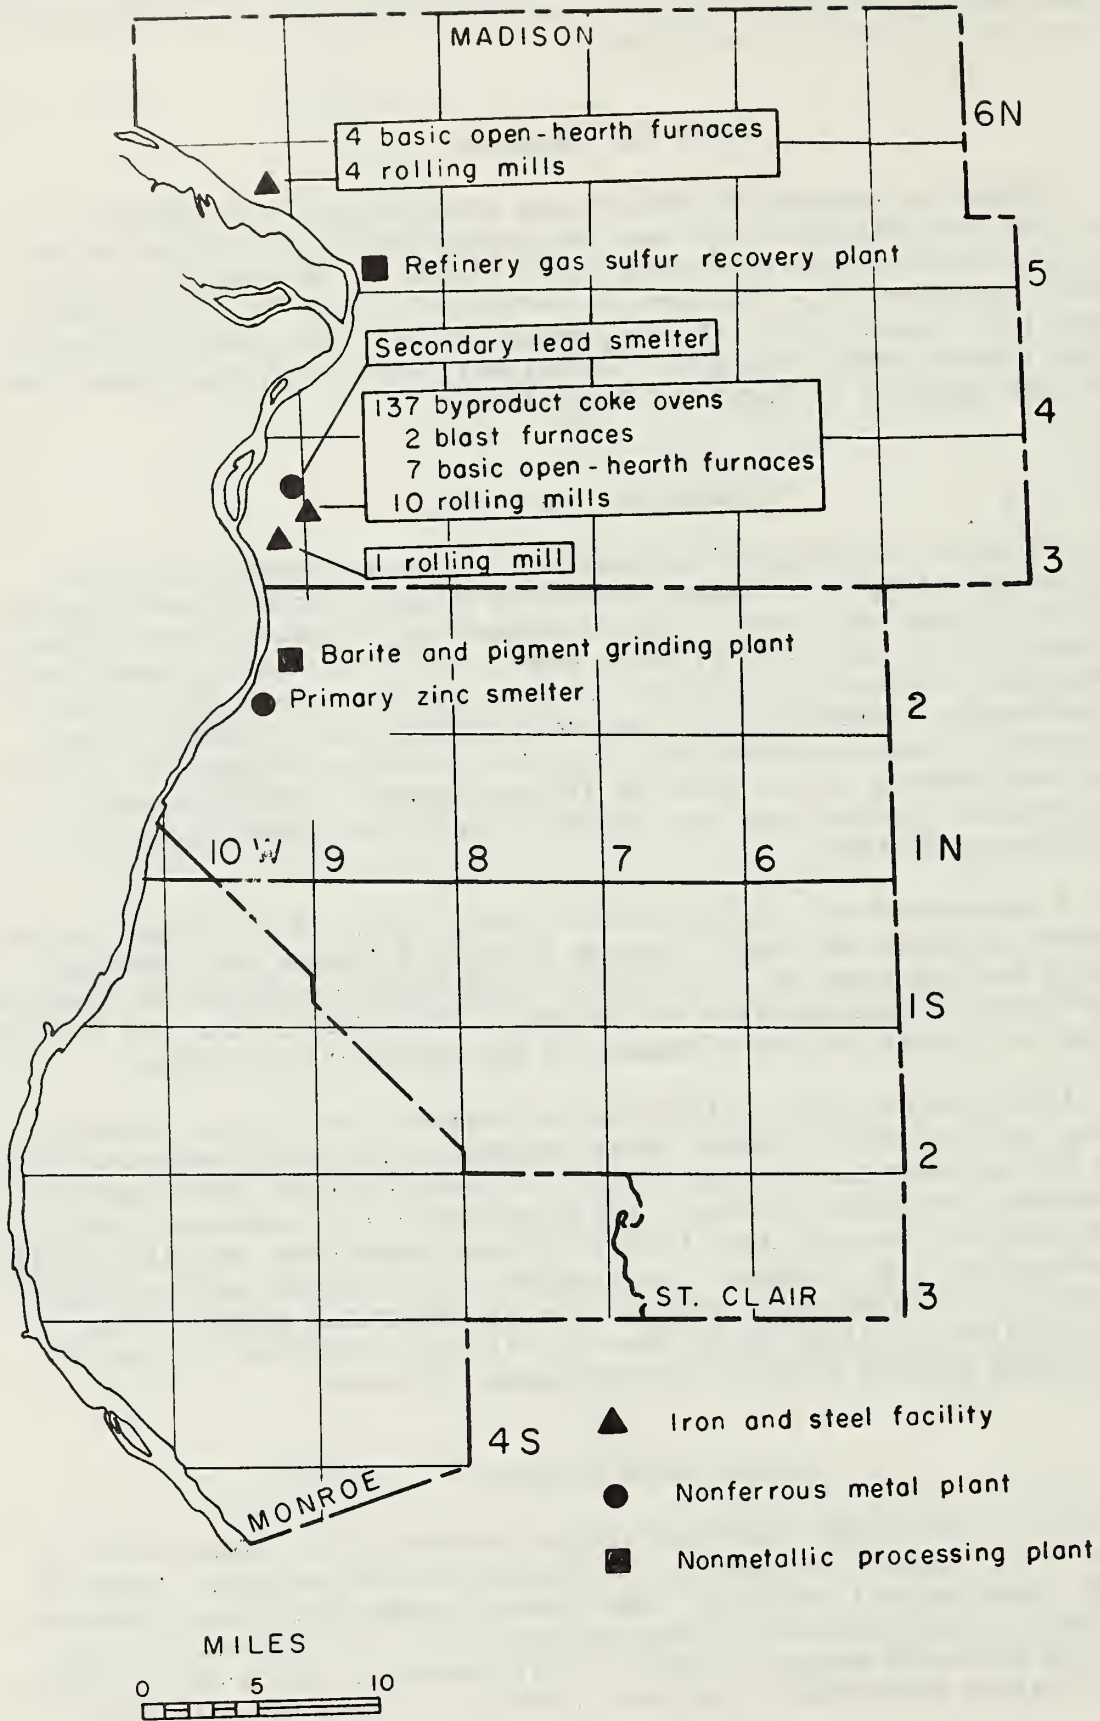 MADISON
6N
4 basic open-hearth furnaces
4 rolling mills
Refinery gas sulfur recovery plant
5
Secondary lead smelter
137 byproduct coke ovens
2 blast furnaces
7 basic open-hearth furnaces
10 rolling mills
4
1 rolling mill
3
Barite and pigment grinding plant
Primary zinc smelter
2
10 W 9 8 7 6
1 N
1 S
2
ST. CLAIR
3
4 S
MONROE
Iron and steel facility
Nonferrous metal plant
Nonmetallic processing plant
MILES
0 5 10